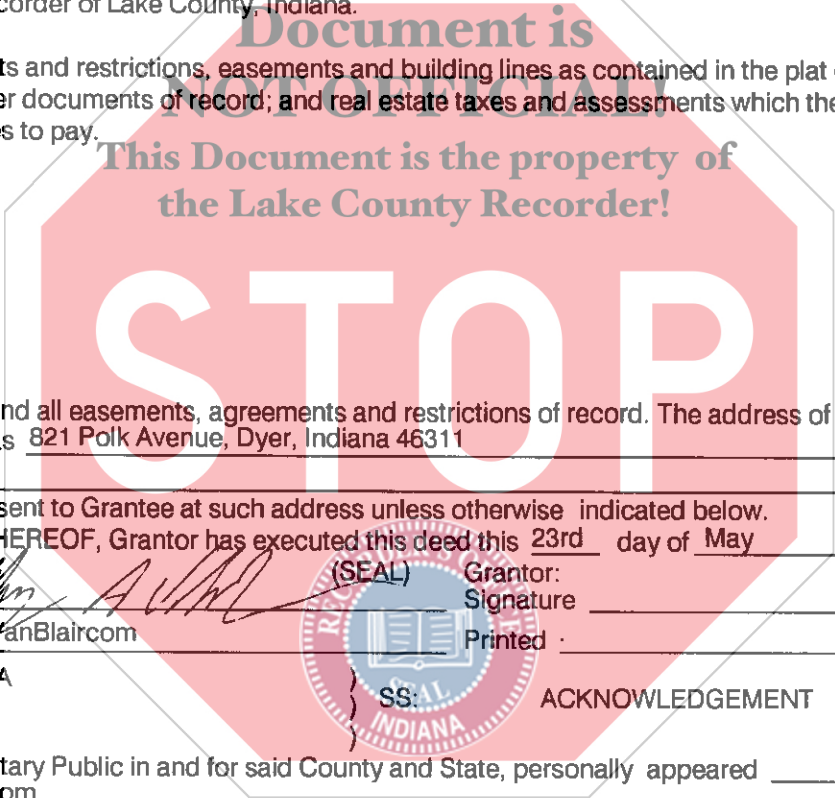 corder of Lake County, Indiana.
Document is
ts and restrictions, easements and building lines as contained in the plat
NOT OFFICIAL!
er documents of record; and real estate taxes and assessments which the
s to pay.
This Document is the property of
the Lake County Recorder!
STOP
nd all easements, agreements and restrictions of record. The address of
s 821 Polk Avenue, Dyer, Indiana 46311
sent to Grantee at such address unless otherwise indicated below.
HEREOF, Grantor has executed this deed this 23rd day of May
(SEAL) Grantor:
Signature
anBlaircom Printed
A
SS: ACKNOWLEDGEMENT
SEAL
INDIANA
tary Public in and for said County and State, personally appeared
om